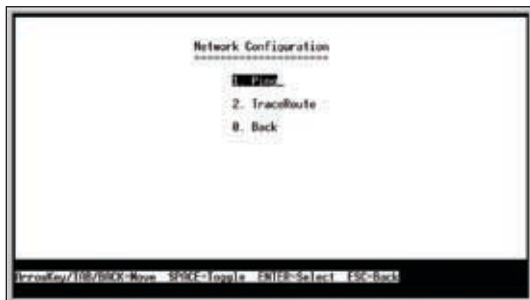 Network Configuration
1. Ping
2. TraceRoute
0. Back
ArrowKey/TAB/BACK=Move SPACE=Toggle ENTER=Select ESC=Back